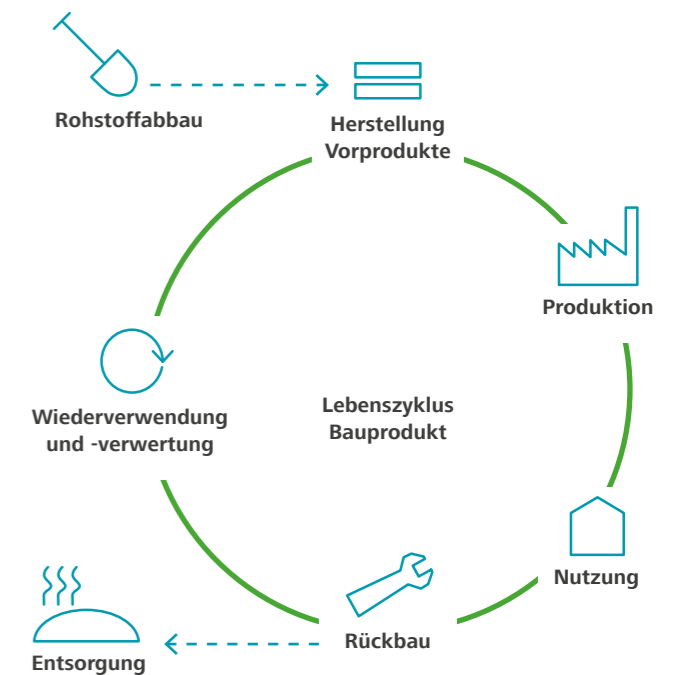 Rohstoffabbau
Herstellung
Vorprodukte
Produktion
Lebenszyklus
Bauprodukt
Wiederverwendung
und -verwertung
Nutzung
Rückbau
Entsorgung